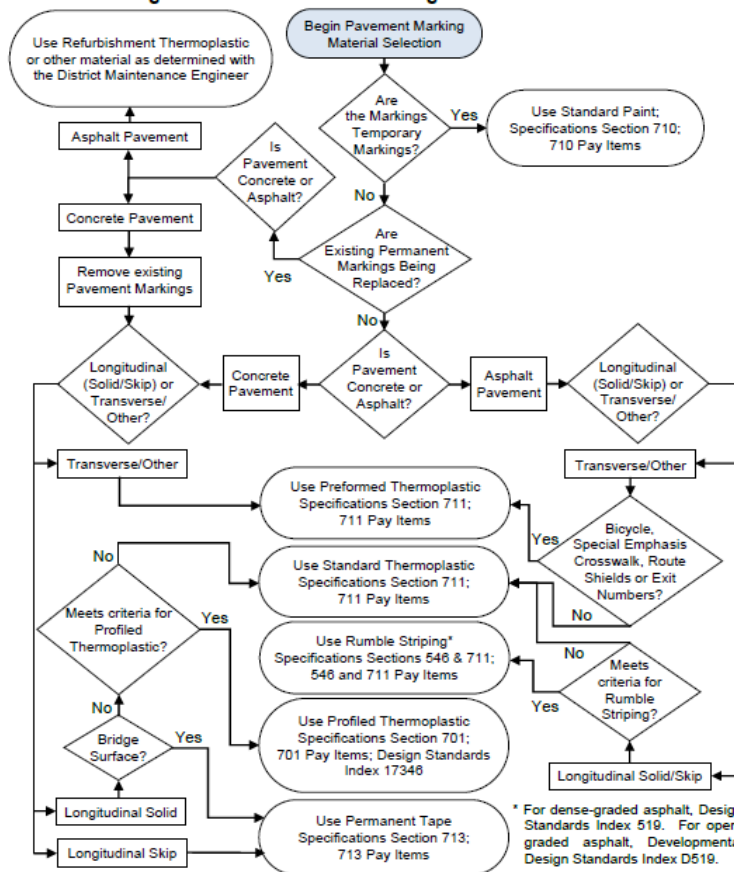 Begin Pavement Marking
Material Selection
Use Refurbishment Thermoplastic
or other material as determined with
the District Maintenance Engineer
Are
the Markings
Temporary
Markings?
Yes
Use Standard Paint;
Specifications Section 710;
710 Pay Items
Asphalt Pavement
Is
Pavement
Concrete or
Asphalt?
No
Concrete Pavement
Are
Existing Permanent
Markings Being
Replaced?
Yes
Remove existing
Pavement Markings
No
Longitudinal
(Solid/Skip) or
Transverse/
Other?
Concrete
Pavement
Is
Pavement
Concrete or
Asphalt?
Asphalt
Pavement
Longitudinal
(Solid/Skip) or
Transverse/
Other?
Transverse/Other
Transverse/Other
Use Preformed Thermoplastic
Specifications Section 711;
711 Pay Items
Yes
Bicycle,
Special Emphasis
Crosswalk, Route
Shields or Exit
Numbers?
No
No
Use Standard Thermoplastic
Specifications Section 711;
711 Pay Items
Meets criteria for
Profiled
Thermoplastic?
Yes
Use Rumble Striping*
Specifications Sections 546 & 711;
546 and 711 Pay Items
No
Meets
criteria for
Rumble
Striping?
Yes
No
Bridge
Surface?
Yes
Use Profiled Thermoplastic
Specifications Section 701;
701 Pay Items; Design Standards
Index 17346
Longitudinal Solid/Skip
Longitudinal Solid
Use Permanent Tape
Specifications Section 713;
713 Pay Items
Longitudinal Skip
* For dense-graded asphalt, Desig
Standards Index 519. For oper
graded asphalt, Developmenta
Design Standards Index D519.